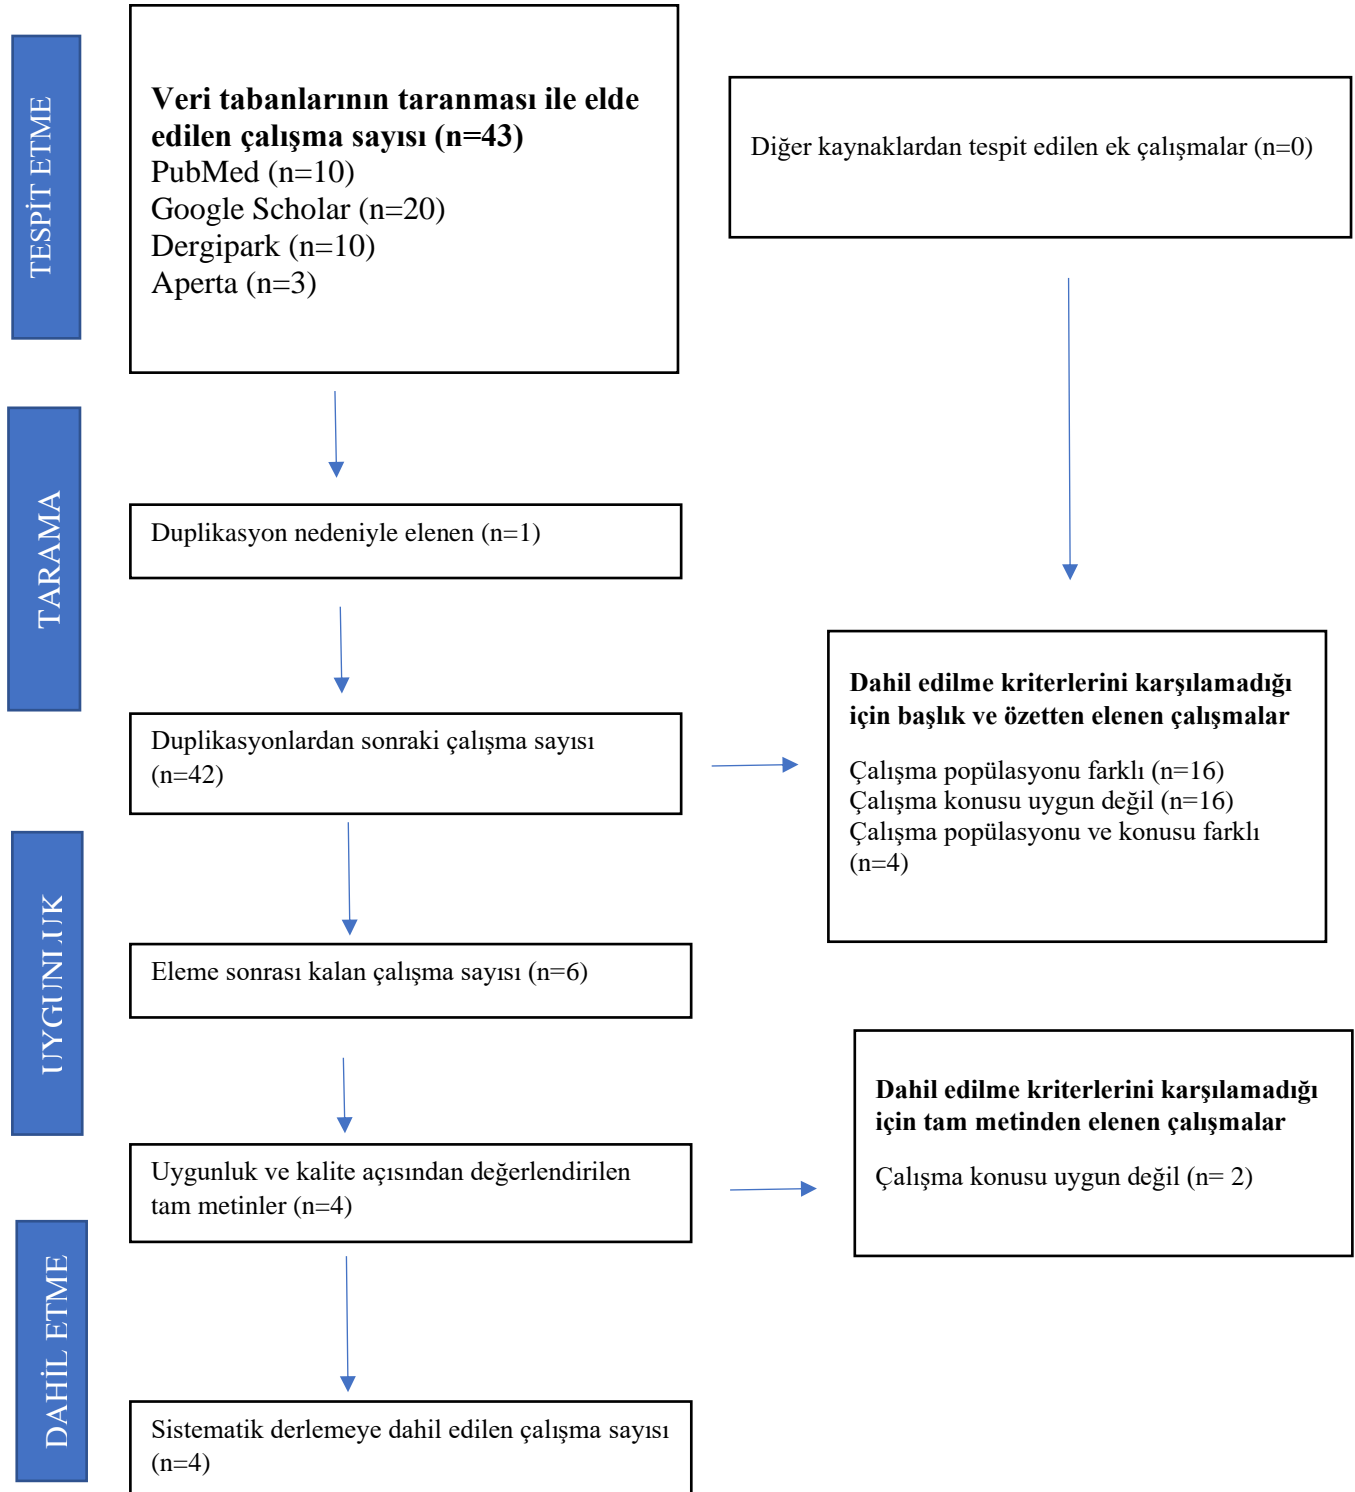 TESPİT ETME
Veri tabanlarının taranması ile elde
edilen çalışma sayısı (n=43)
PubMed (n=10)
Google Scholar (n=20)
Dergipark (n=10)
Aperta (n=3)
Diğer kaynaklardan tespit edilen ek çalışmalar (n=0)
TARAMA
Duplikasyon nedeniyle elenen (n=1)
Duplikasyonlardan sonraki çalışma sayısı
(n=42)
Dahil edilme kriterlerini karşılamadığı
için başlık ve özetten elenen çalışmalar
Çalışma popülasyonu farklı (n=16)
Çalışma konusu uygun değil (n=16)
Çalışma popülasyonu ve konusu farklı
(n=4)
UYGUNLUK
Eleme sonrası kalan çalışma sayısı (n=6)
Uygunluk ve kalite açısından değerlendirilen
tam metinler (n=4)
Dahil edilme kriterlerini karşılamadığı
için tam metinden elenen çalışmalar
Çalışma konusu uygun değil (n= 2)
DAHİL ETME
Sistematik derlemeye dahil edilen çalışma sayısı
(n=4)